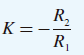 K = −R₂/R₁